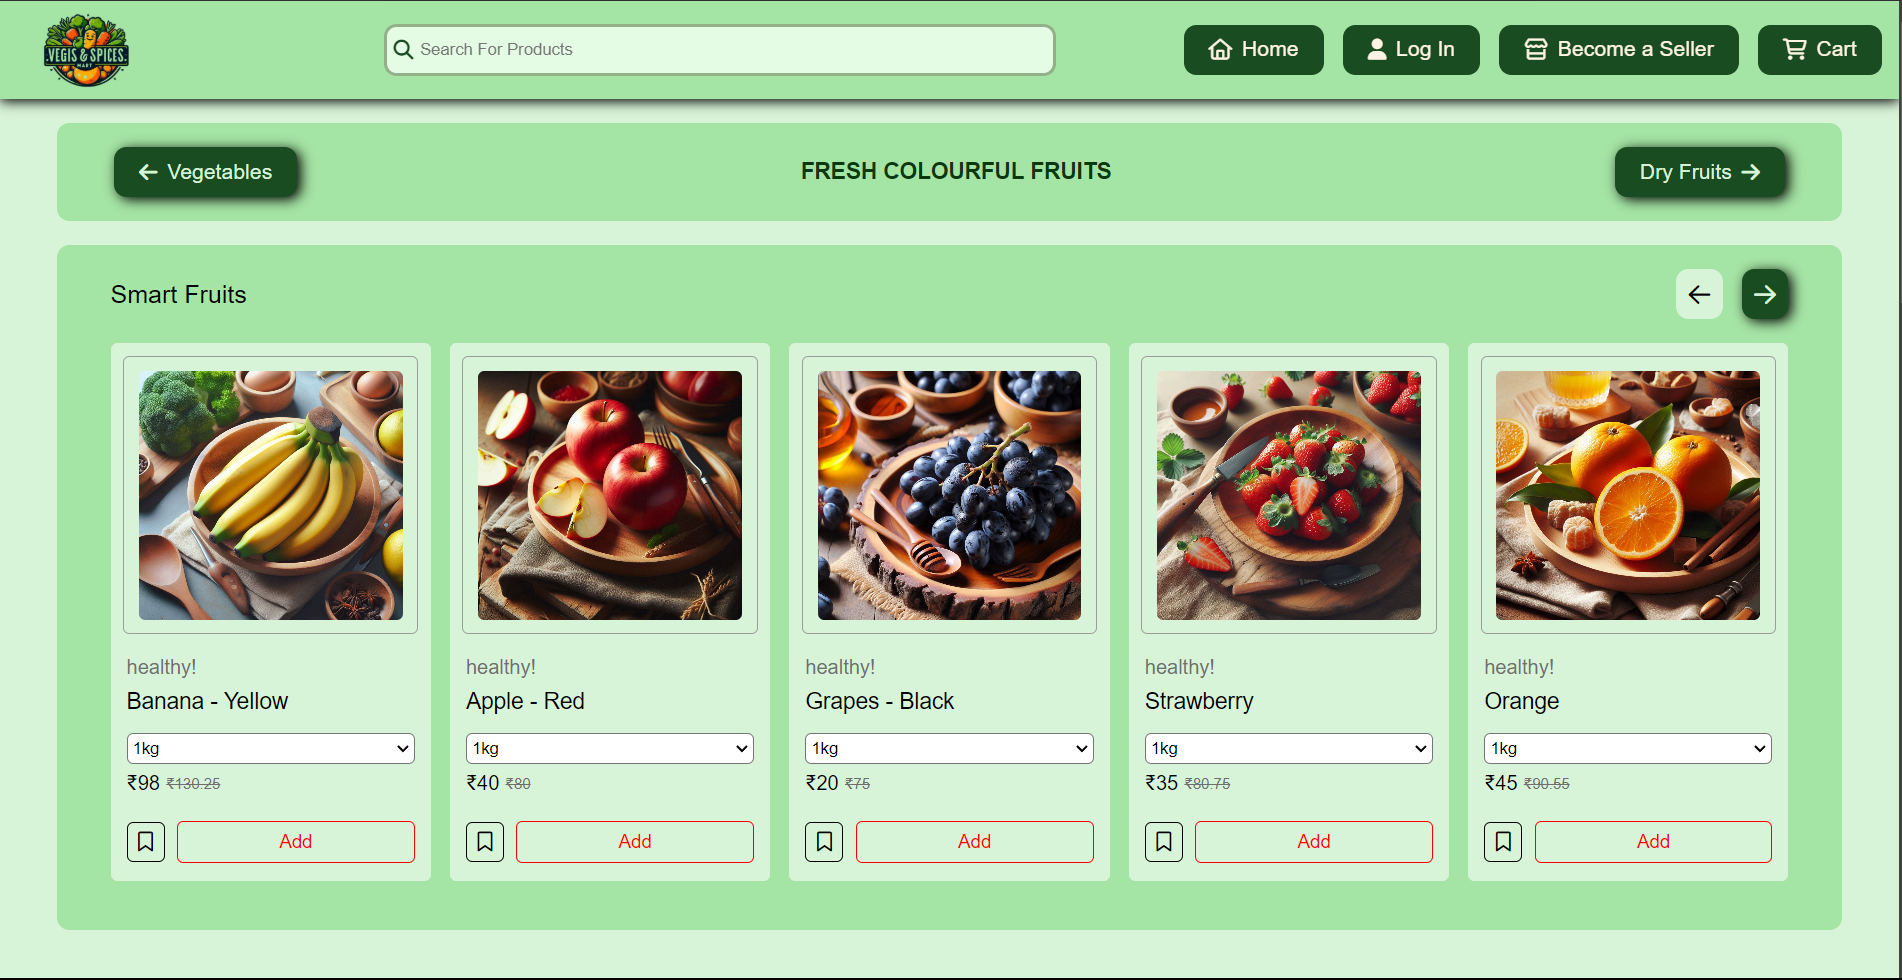 VEGIS & SPICES
MART
Search For Products
Home
Log In
Become a Seller
Cart
Vegetables
FRESH COLOURFUL FRUITS
Dry Fruits
Smart Fruits
healthy!
Banana - Yellow
1kg
₹98 ₹130.25
Add
healthy!
Apple - Red
1kg
₹40 ₹80
Add
healthy!
Grapes - Black
1kg
₹20 ₹75
Add
healthy!
Strawberry
1kg
₹35 ₹80.75
Add
healthy!
Orange
1kg
₹45 ₹90.55
Add